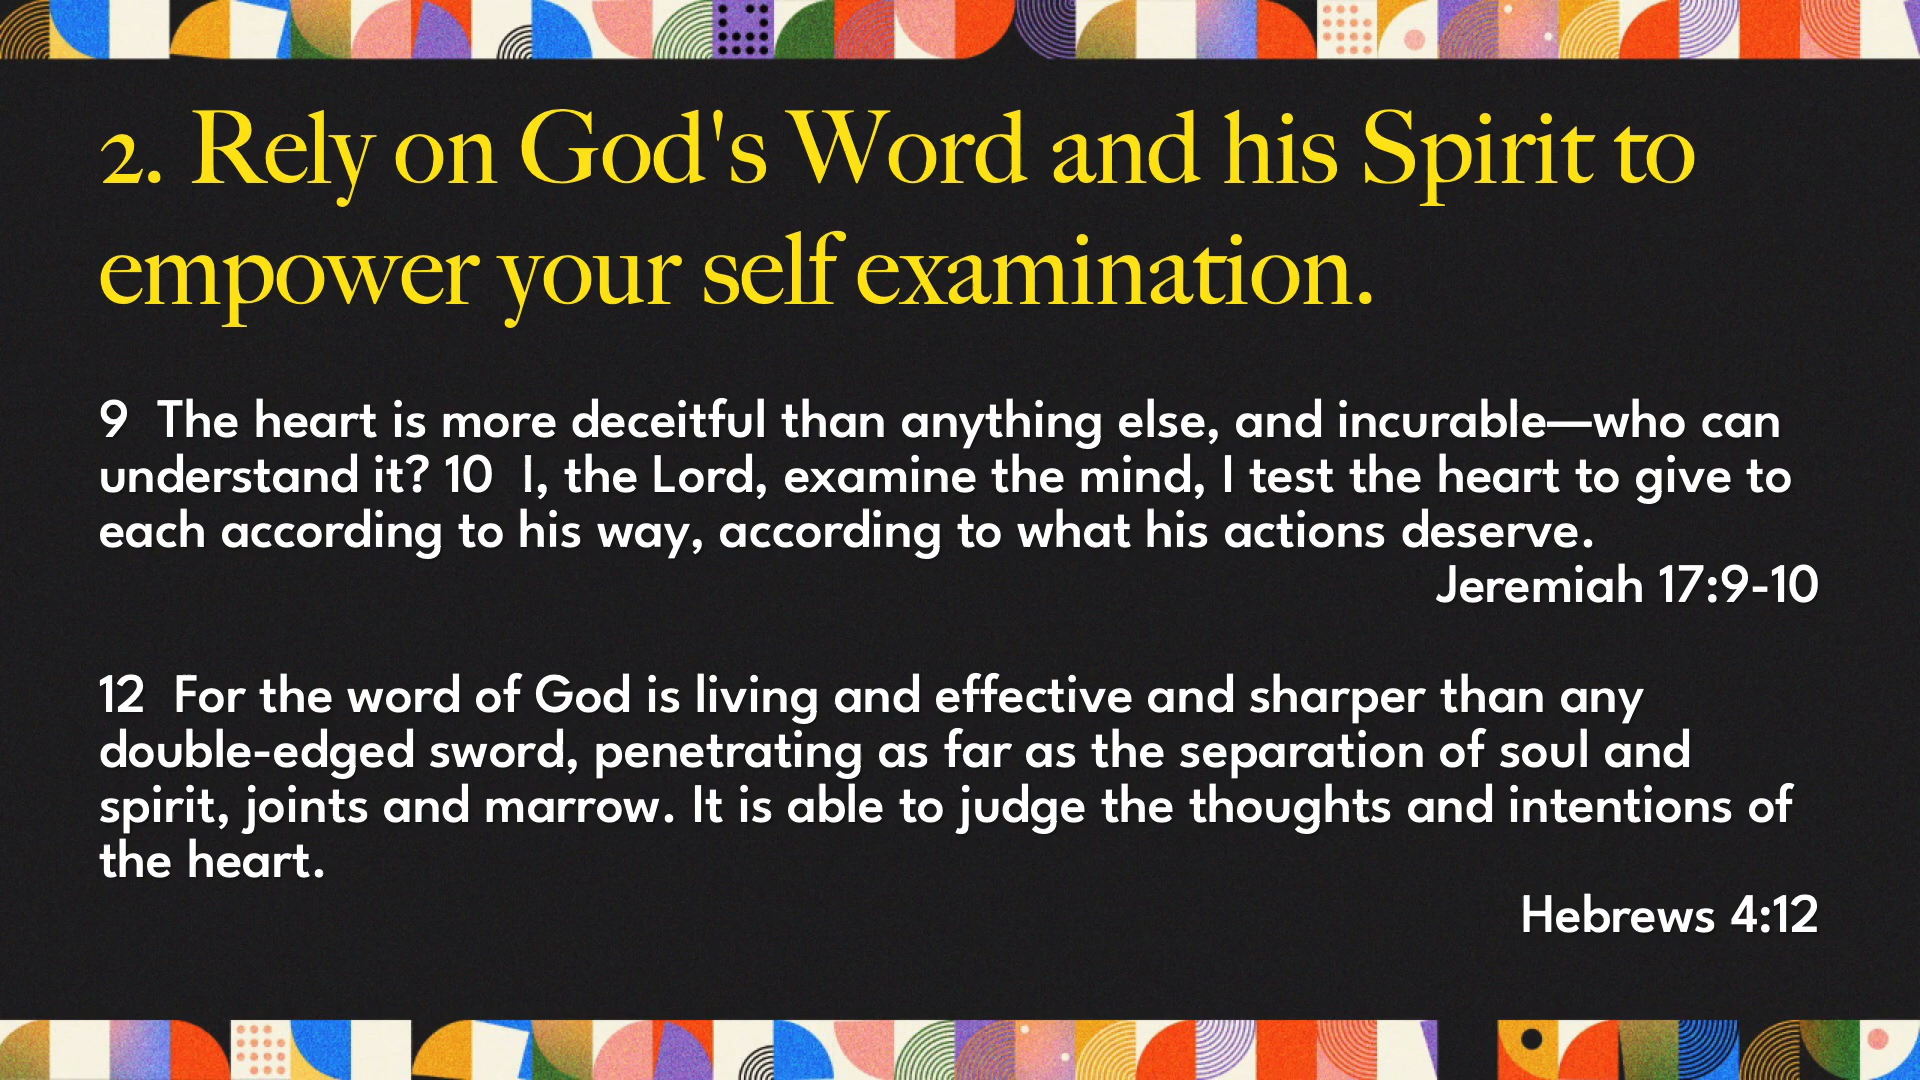 2. Rely on God's Word and his Spirit to
empower your self examination.
9  The heart is more deceitful than anything else, and incurable—who can
understand it? 10  I, the Lord, examine the mind, I test the heart to give to
each according to his way, according to what his actions deserve.
Jeremiah 17:9-10
12  For the word of God is living and effective and sharper than any
double-edged sword, penetrating as far as the separation of soul and
spirit, joints and marrow. It is able to judge the thoughts and intentions of
the heart.
Hebrews 4:12